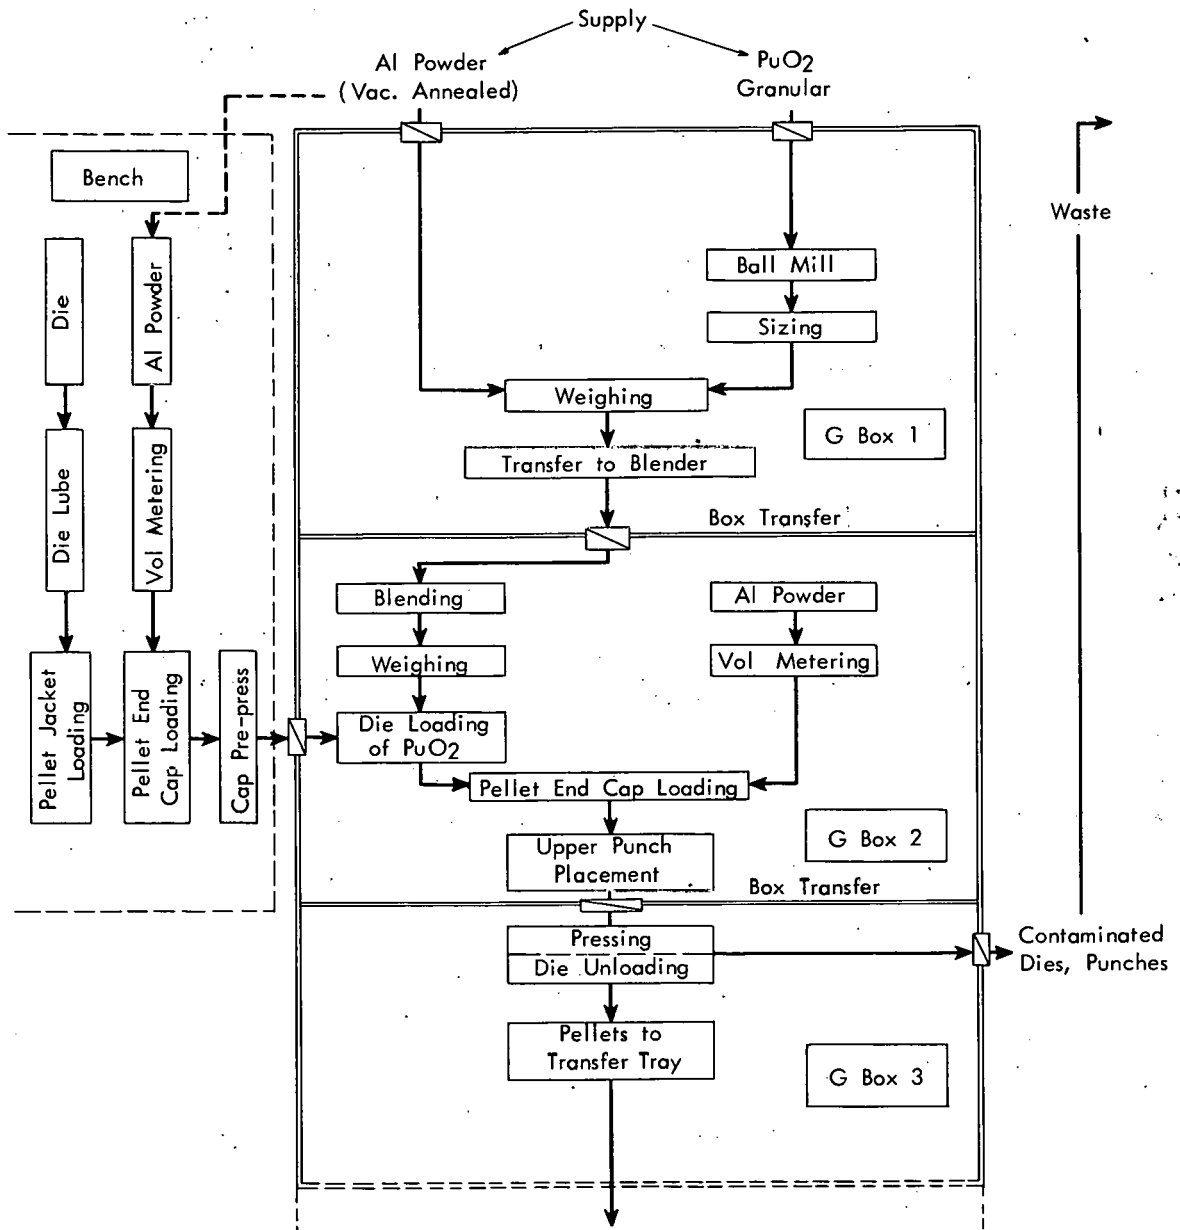 Supply
Al Powder
(Vac. Annealed)
PuO2
Granular
Bench
Waste
Die
Al Powder
Ball Mill
Sizing
Weighing
G Box 1
Transfer to Blender
Die Lube
Vol Metering
Box Transfer
Blending
Al Powder
Weighing
Vol Metering
Pellet Jacket
Loading
Pellet End
Cap Loading
Cap Pre-press
Die Loading
of PuO2
Pellet End Cap Loading
G Box 2
Upper Punch
Placement
Box Transfer
Pressing
Die Unloading
Contaminated
Dies, Punches
Pellets to
Transfer Tray
G Box 3